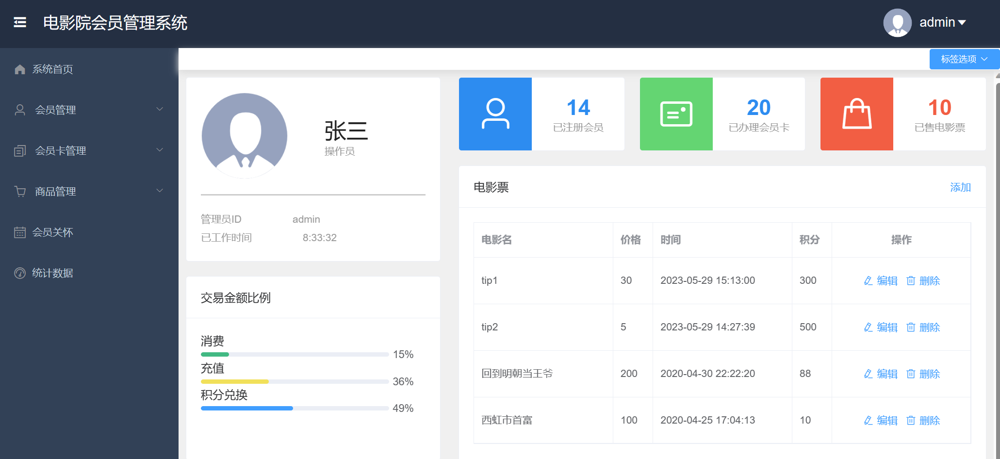 电影院会员管理系统
admin
系统首页
会员管理
会员卡管理
商品管理
会员关怀
统计数据
标签选项
张三
操作员
管理员ID admin
已工作时间 8:33:32
交易金额比例
消费
15%
充值
36%
积分兑换
49%
14
已注册会员
20
已办理会员卡
10
已售电影票
电影票 添加
电影名 价格 时间 积分 操作
tip1 30 2023-05-29 15:13:00 300 编辑 删除
tip2 5 2023-05-29 14:27:39 500 编辑 删除
回到明朝当王爷 200 2020-04-30 22:22:20 88 编辑 删除
西虹市首富 100 2020-04-25 17:04:13 10 编辑 删除